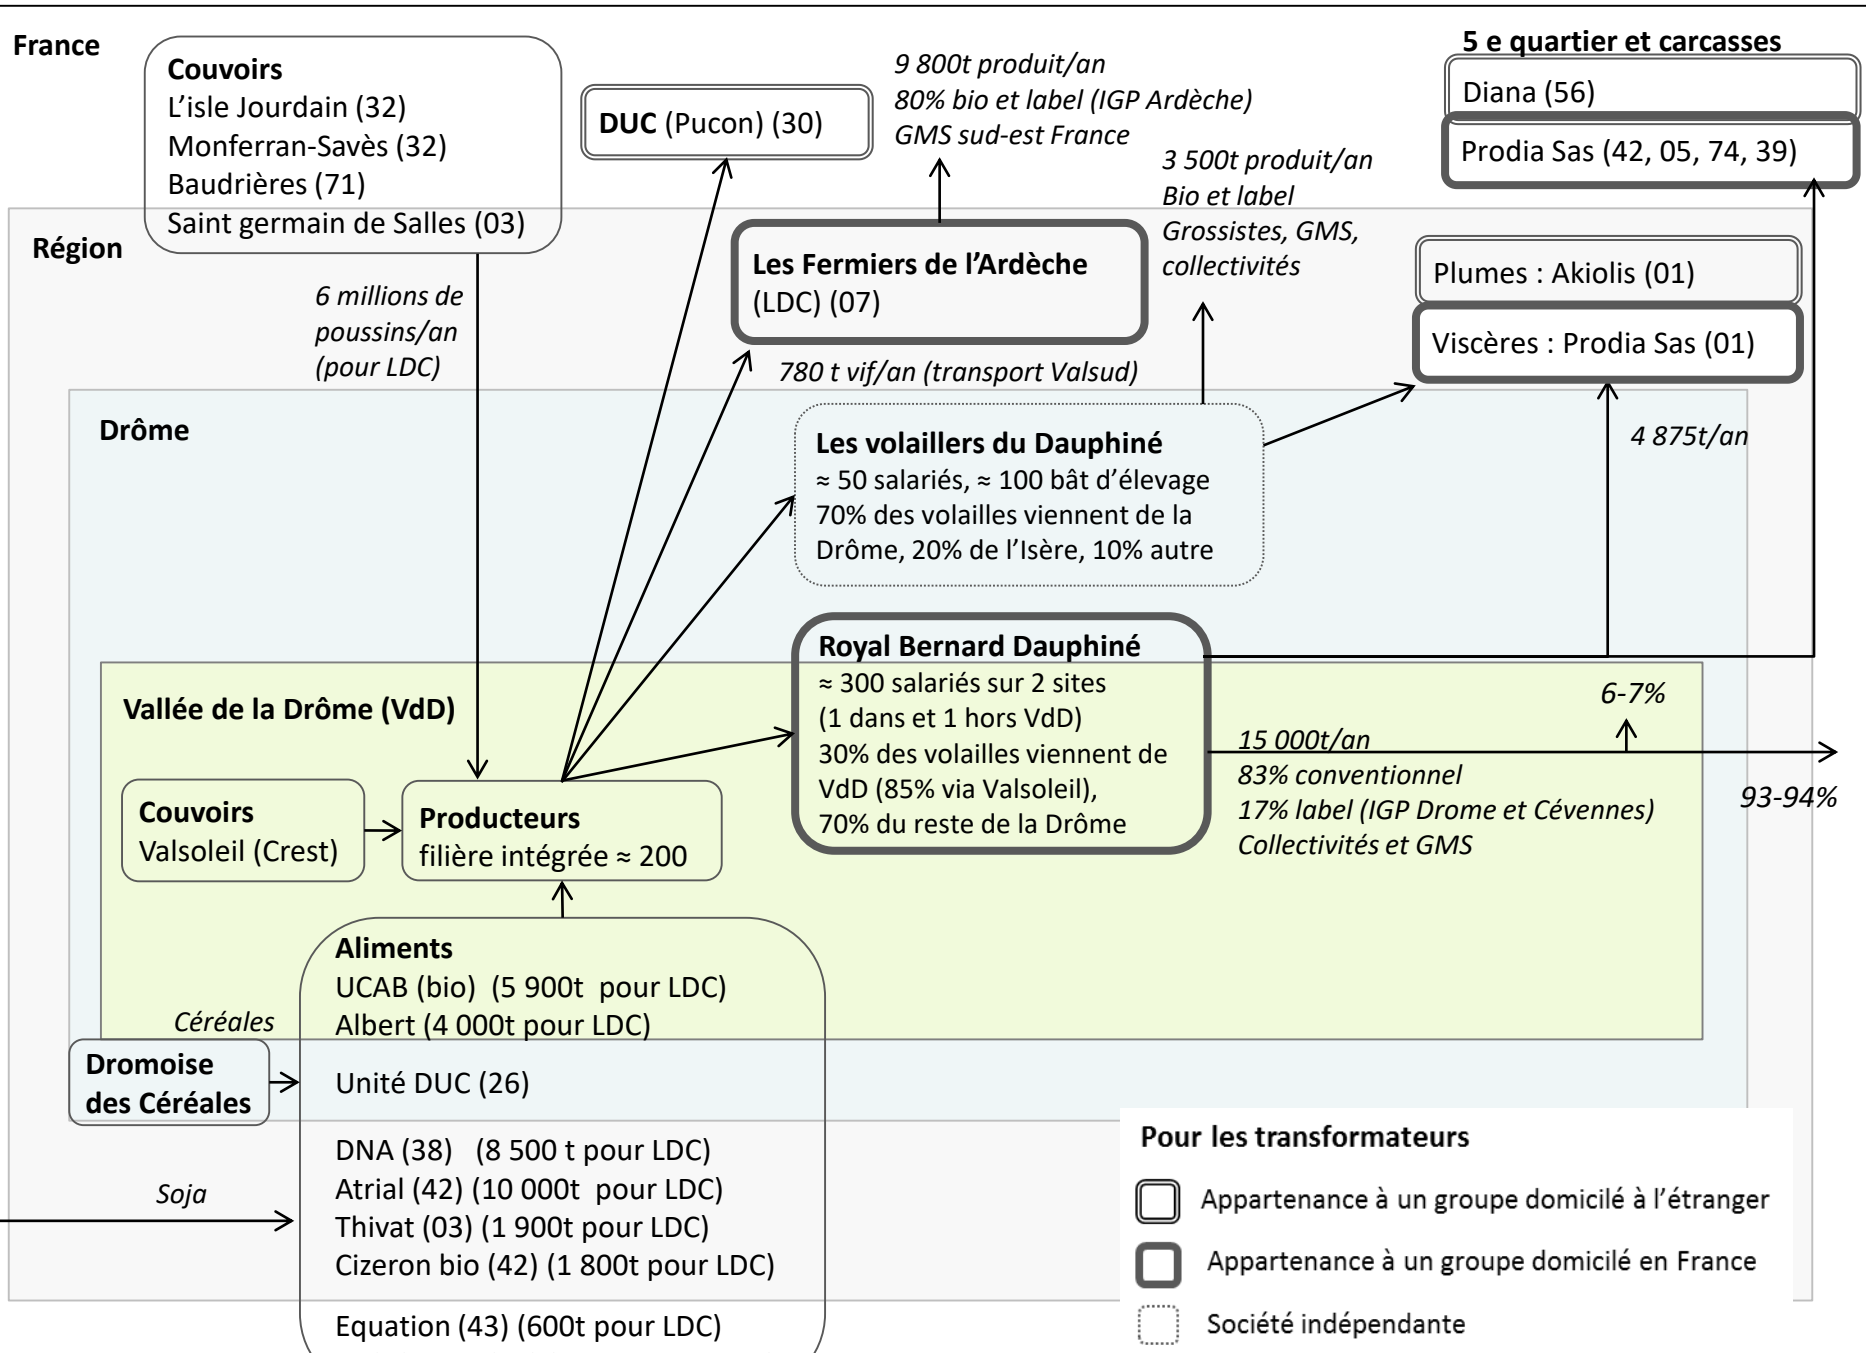 France
Couvoirs
L'isle Jourdain (32)
Monferran-Savès (32)
Baudrières (71)
Saint germain de Salles (03)
DUC (Pucon) (30)
9 800t produit/an
80% bio et label (IGP Ardèche)
GMS sud-est France
5 e quartier et carcasses
Diana (56)
Prodia Sas (42, 05, 74, 39)
3 500t produit/an
Bio et label
Grossistes, GMS,
collectivités
Région
6 millions de
poussins/an
(pour LDC)
Les Fermiers de l'Ardèche
(LDC) (07)
Plumes : Akiolis (01)
Viscères : Prodia Sas (01)
780 t vif/an (transport Valsud)
Drôme
Les volaillers du Dauphiné
≈ 50 salariés, ≈ 100 bât d'élevage
70% des volailles viennent de la
Drôme, 20% de l'Isère, 10% autre
4 875t/an
Royal Bernard Dauphiné
≈ 300 salariés sur 2 sites
(1 dans et 1 hors VdD)
30% des volailles viennent de
VdD (85% via Valsoleil),
70% du reste de la Drôme
Vallée de la Drôme (VdD)
6-7%
15 000t/an
83% conventionnel
17% label (IGP Drome et Cévennes)
Collectivités et GMS
93-94%
Couvoirs
Valsoleil (Crest)
Producteurs
filière intégrée ≈ 200
Aliments
UCAB (bio) (5 900t pour LDC)
Albert (4 000t pour LDC)
Céréales
Dromoise
des Céréales
Unité DUC (26)
DNA (38) (8 500 t pour LDC)
Atrial (42) (10 000t pour LDC)
Thivat (03) (1 900t pour LDC)
Cizeron bio (42) (1 800t pour LDC)
Equation (43) (600t pour LDC)
Soja
Pour les transformateurs
Appartenance à un groupe domicilé à l'étranger
Appartenance à un groupe domicilé en France
Société indépendante